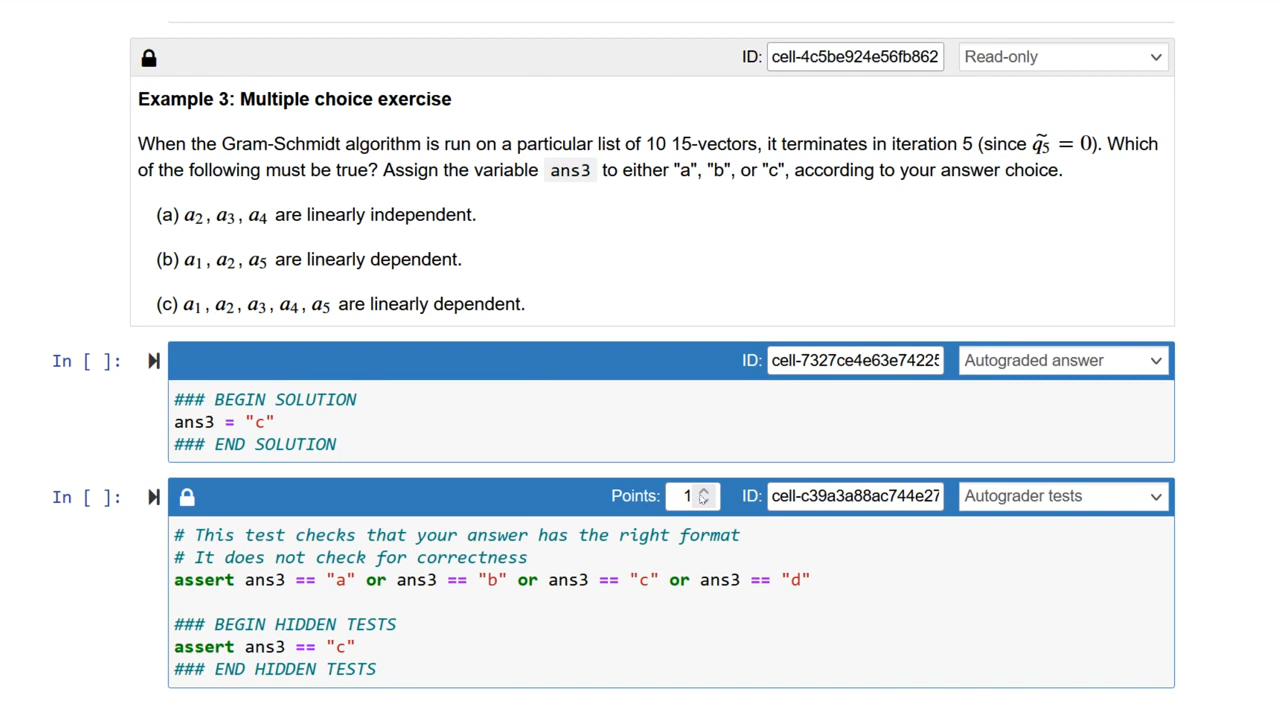 ID: cell-4c5be924e56fb862 Read-only
Example 3: Multiple choice exercise
When the Gram-Schmidt algorithm is run on a particular list of 10 15-vectors, it terminates in iteration 5 (since q̃₅ = 0). Which
of the following must be true? Assign the variable ans3 to either "a", "b", or "c", according to your answer choice.
(a) a₂, a₃, a₄ are linearly independent.
(b) a₁, a₂, a₅ are linearly dependent.
(c) a₁, a₂, a₃, a₄, a₅ are linearly dependent.
In [ ]: ID: cell-7327ce4e63e74225 Autograded answer
### BEGIN SOLUTION
ans3 = "c"
### END SOLUTION
In [ ]: Points: 1 ID: cell-c39a3a88ac744e27 Autograder tests
# This test checks that your answer has the right format
# It does not check for correctness
assert ans3 == "a" or ans3 == "b" or ans3 == "c" or ans3 == "d"
### BEGIN HIDDEN TESTS
assert ans3 == "c"
### END HIDDEN TESTS